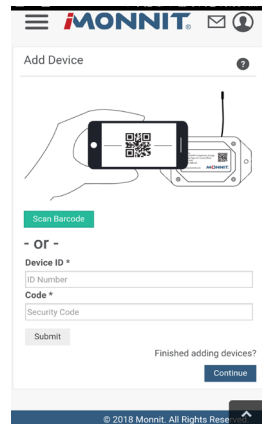 iMONNIT®
Add Device
?
MONNIT
Scan Barcode
- or -
Device ID *
ID Number
Code *
Security Code
Submit
Finished adding devices?
Continue
© 2018 Monnit. All Rights Reserved